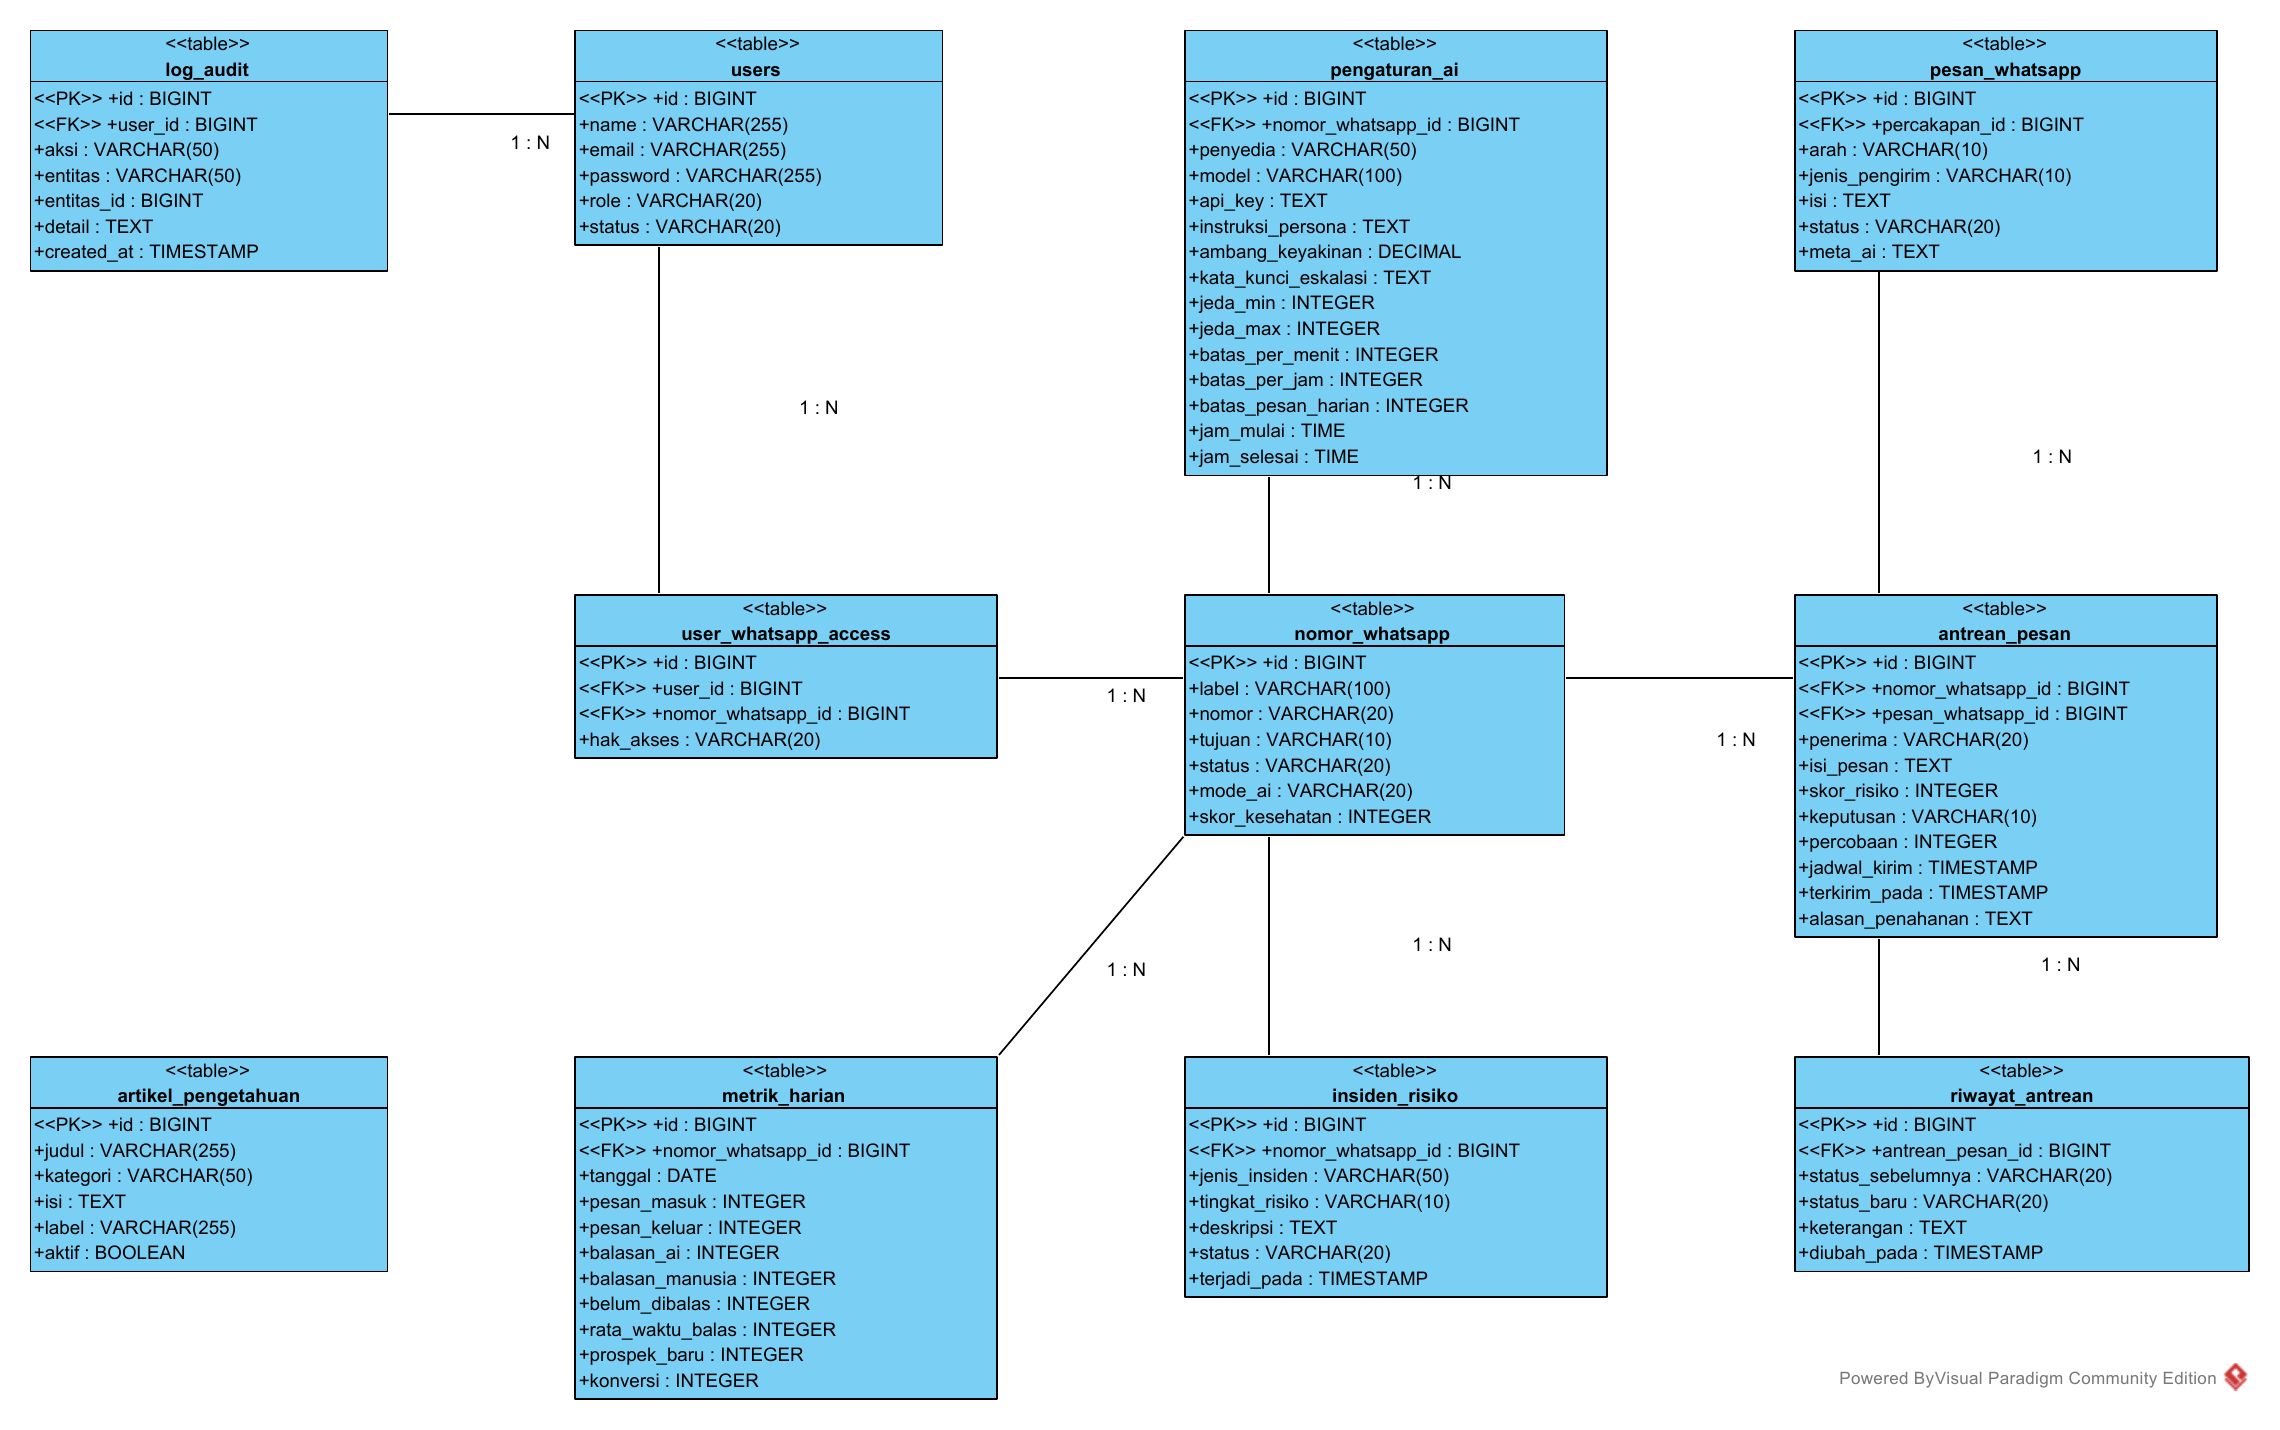 <<table>>
log_audit
<<PK>> +id : BIGINT
<<FK>> +user_id : BIGINT
+aksi : VARCHAR(50)
+entitas : VARCHAR(50)
+entitas_id : BIGINT
+detail : TEXT
+created_at : TIMESTAMP
1 : N
<<table>>
users
<<PK>> +id : BIGINT
+name : VARCHAR(255)
+email : VARCHAR(255)
+password : VARCHAR(255)
+role : VARCHAR(20)
+status : VARCHAR(20)
1 : N
<<table>>
pengaturan_ai
<<PK>> +id : BIGINT
<<FK>> +nomor_whatsapp_id : BIGINT
+penyedia : VARCHAR(50)
+model : VARCHAR(100)
+api_key : TEXT
+instruksi_persona : TEXT
+ambang_keyakinan : DECIMAL
+kata_kunci_eskalasi : TEXT
+jeda_min : INTEGER
+jeda_max : INTEGER
+batas_per_menit : INTEGER
+batas_per_jam : INTEGER
+batas_pesan_harian : INTEGER
+jam_mulai : TIME
+jam_selesai : TIME
1 : N
<<table>>
pesan_whatsapp
<<PK>> +id : BIGINT
<<FK>> +percakapan_id : BIGINT
+arah : VARCHAR(10)
+jenis_pengirim : VARCHAR(10)
+isi : TEXT
+status : VARCHAR(20)
+meta_ai : TEXT
1 : N
<<table>>
user_whatsapp_access
<<PK>> +id : BIGINT
<<FK>> +user_id : BIGINT
<<FK>> +nomor_whatsapp_id : BIGINT
+hak_akses : VARCHAR(20)
1 : N
<<table>>
nomor_whatsapp
<<PK>> +id : BIGINT
+label : VARCHAR(100)
+nomor : VARCHAR(20)
+tujuan : VARCHAR(10)
+status : VARCHAR(20)
+mode_ai : VARCHAR(20)
+skor_kesehatan : INTEGER
1 : N
<<table>>
antrean_pesan
<<PK>> +id : BIGINT
<<FK>> +nomor_whatsapp_id : BIGINT
<<FK>> +pesan_whatsapp_id : BIGINT
+penerima : VARCHAR(20)
+isi_pesan : TEXT
+skor_risiko : INTEGER
+keputusan : VARCHAR(10)
+percobaan : INTEGER
+jadwal_kirim : TIMESTAMP
+terkirim_pada : TIMESTAMP
+alasan_penahanan : TEXT
1 : N
1 : N
1 : N
<<table>>
artikel_pengetahuan
<<PK>> +id : BIGINT
+judul : VARCHAR(255)
+kategori : VARCHAR(50)
+isi : TEXT
+label : VARCHAR(255)
+aktif : BOOLEAN
<<table>>
metrik_harian
<<PK>> +id : BIGINT
<<FK>> +nomor_whatsapp_id : BIGINT
+tanggal : DATE
+pesan_masuk : INTEGER
+pesan_keluar : INTEGER
+balasan_ai : INTEGER
+balasan_manusia : INTEGER
+belum_dibalas : INTEGER
+rata_waktu_balas : INTEGER
+prospek_baru : INTEGER
+konversi : INTEGER
<<table>>
insiden_risiko
<<PK>> +id : BIGINT
<<FK>> +nomor_whatsapp_id : BIGINT
+jenis_insiden : VARCHAR(50)
+tingkat_risiko : VARCHAR(10)
+deskripsi : TEXT
+status : VARCHAR(20)
+terjadi_pada : TIMESTAMP
<<table>>
riwayat_antrean
<<PK>> +id : BIGINT
<<FK>> +antrean_pesan_id : BIGINT
+status_sebelumnya : VARCHAR(20)
+status_baru : VARCHAR(20)
+keterangan : TEXT
+diubah_pada : TIMESTAMP
Powered ByVisual Paradigm Community Edition